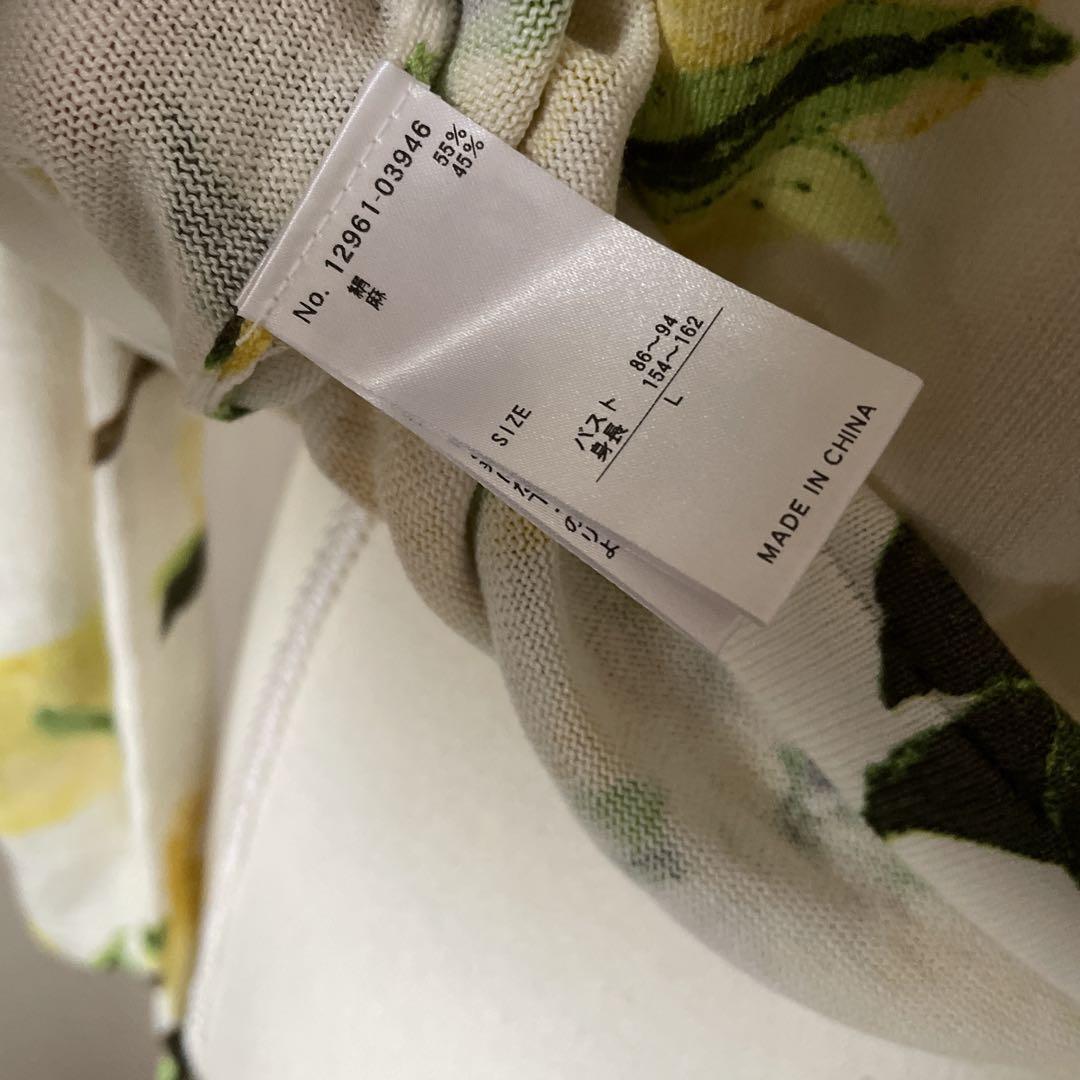 No. 12961-03946
絹 55%
麻 45%
SIZE
バスト 86～94
身長 154～162
L
MADE IN CHINA